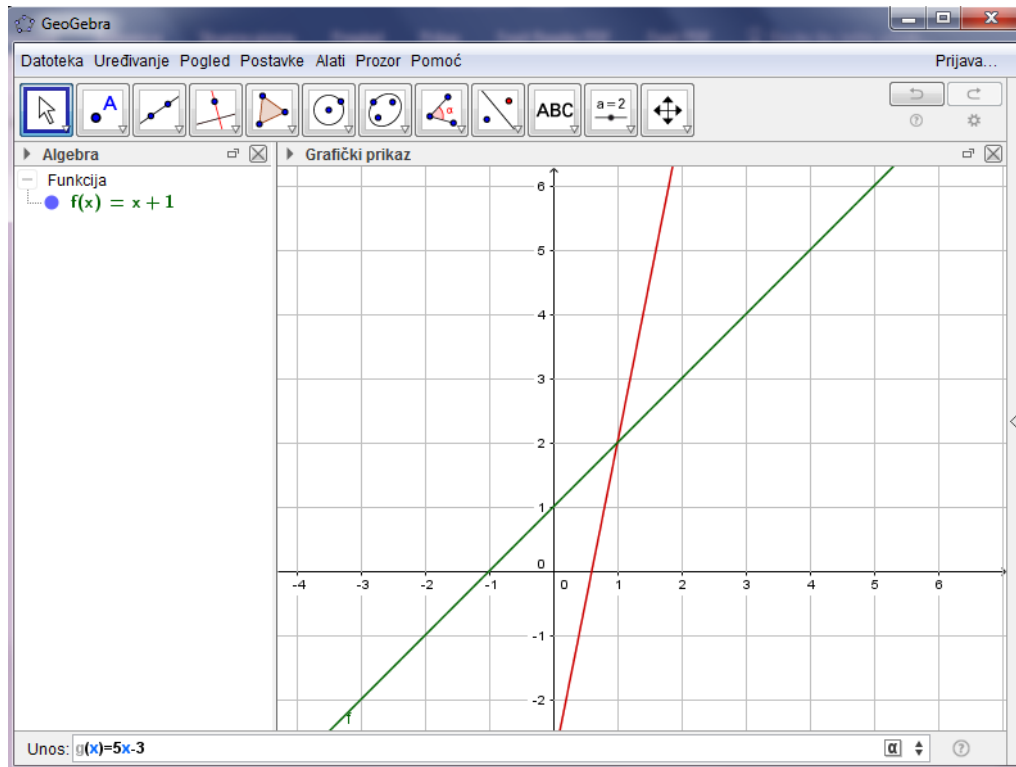 GeoGebra
Datoteka Uređivanje Pogled Postavke Alati Prozor Pomoć Prijava...
A α ABC a = 2
Algebra
Grafički prikaz
Funkcija
f(x) = x + 1
6
5
4
3
2
1
0
-4 -3 -2 -1 0 1 2 3 4 5 6
-1
-2
f
Unos: g(x)=5x-3 α